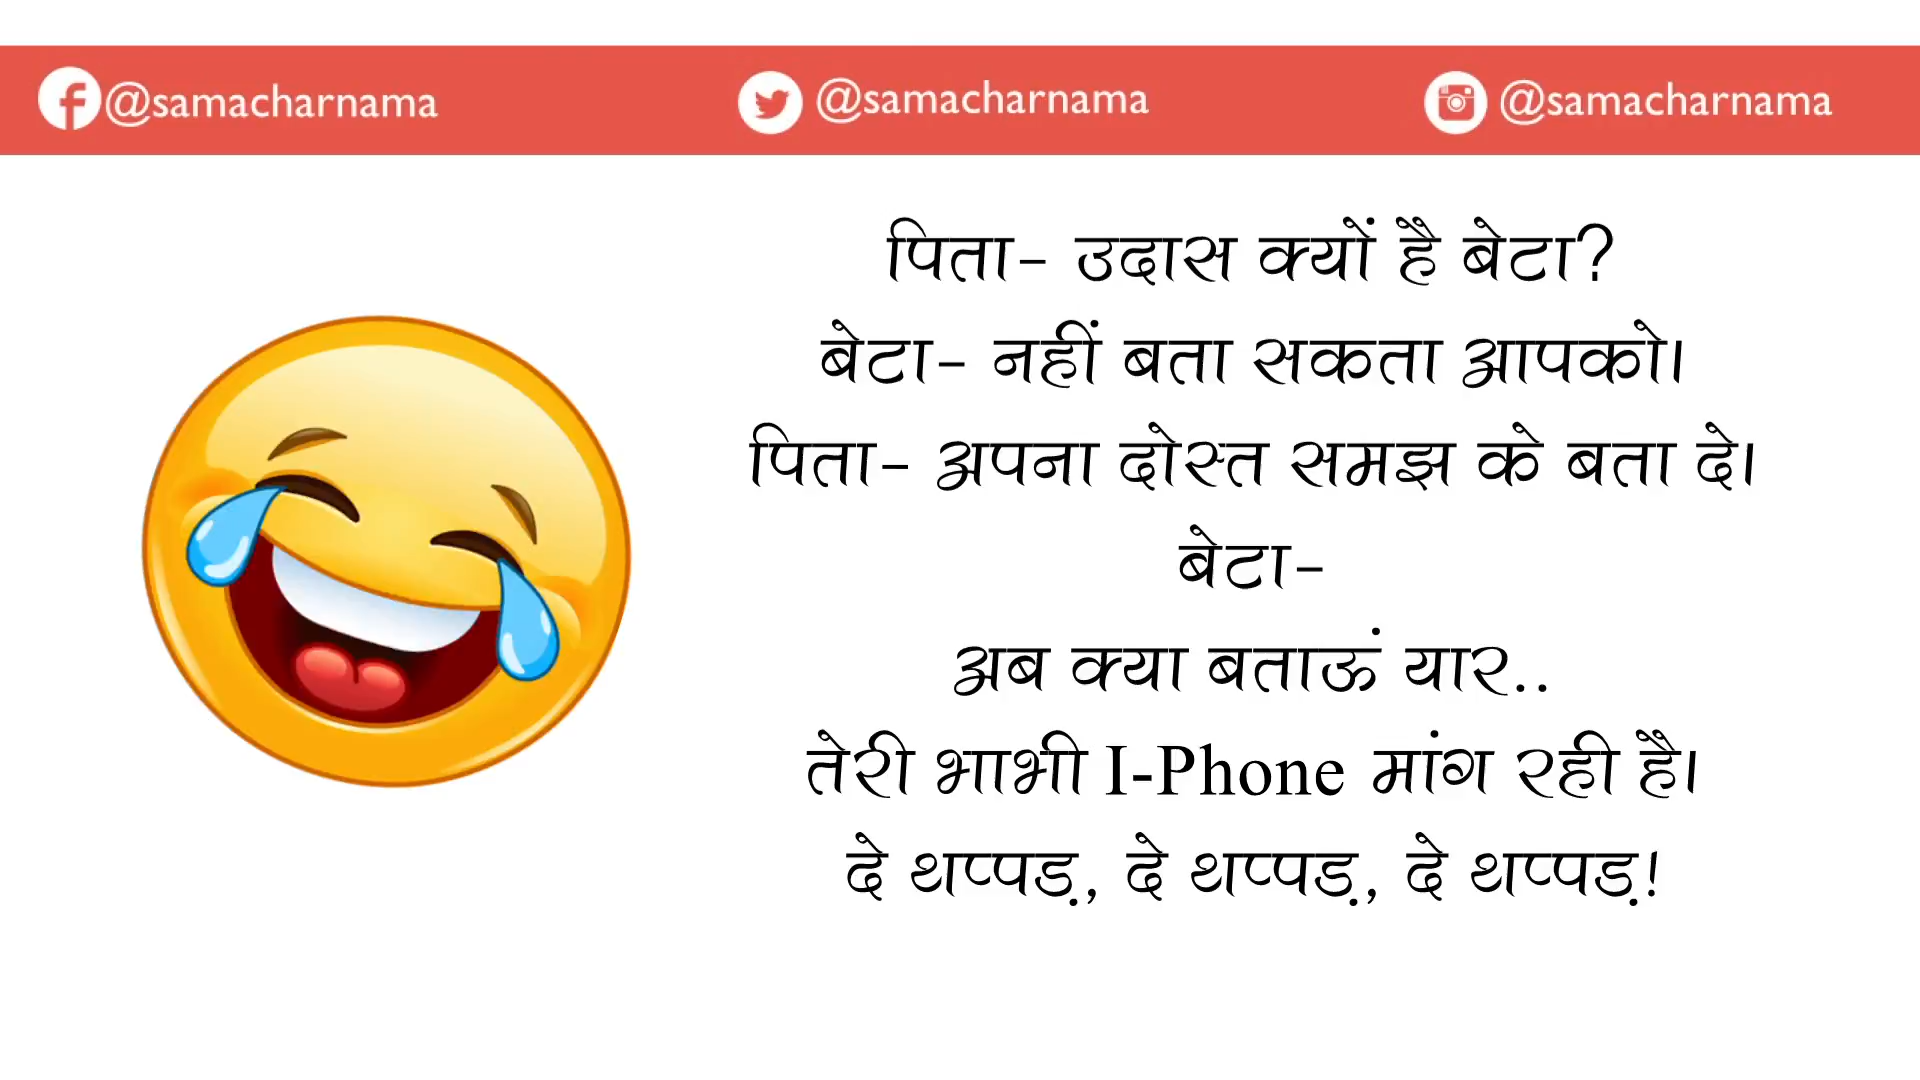 @samacharnama @samacharnama @samacharnama
पिता- उदास क्यों है बेटा?
बेटा- नहीं बता सकता आपको।
पिता- अपना दोस्त समझ के बता दे।
बेटा-
अब क्या बताऊं यार..
तेरी भाभी I-Phone मांग रही है।
दे थप्पड़, दे थप्पड़, दे थप्पड़!